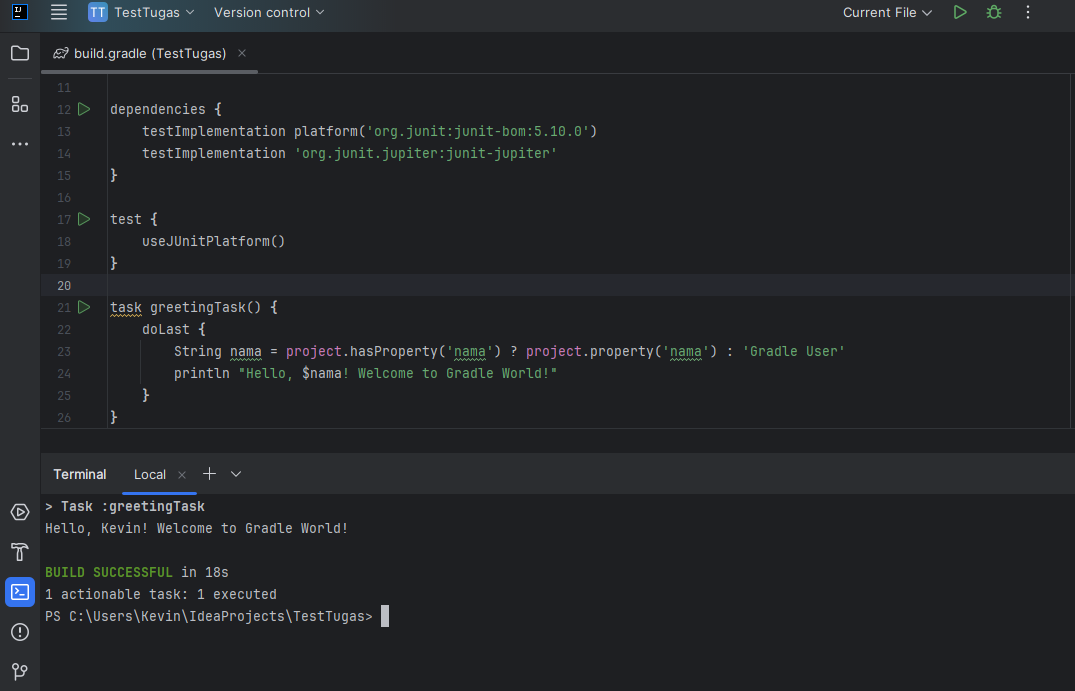 IJ
TT TestTugas Version control Current File
build.gradle (TestTugas)
11
12 dependencies {
13 testImplementation platform('org.junit:junit-bom:5.10.0')
14 testImplementation 'org.junit.jupiter:junit-jupiter'
15 }
16
17 test {
18 useJUnitPlatform()
19 }
20
21 task greetingTask() {
22 doLast {
23 String nama = project.hasProperty('nama') ? project.property('nama') : 'Gradle User'
24 println "Hello, $nama! Welcome to Gradle World!"
25 }
26 }
Terminal Local
> Task :greetingTask
Hello, Kevin! Welcome to Gradle World!
BUILD SUCCESSFUL in 18s
1 actionable task: 1 executed
PS C:\Users\Kevin\IdeaProjects\TestTugas>